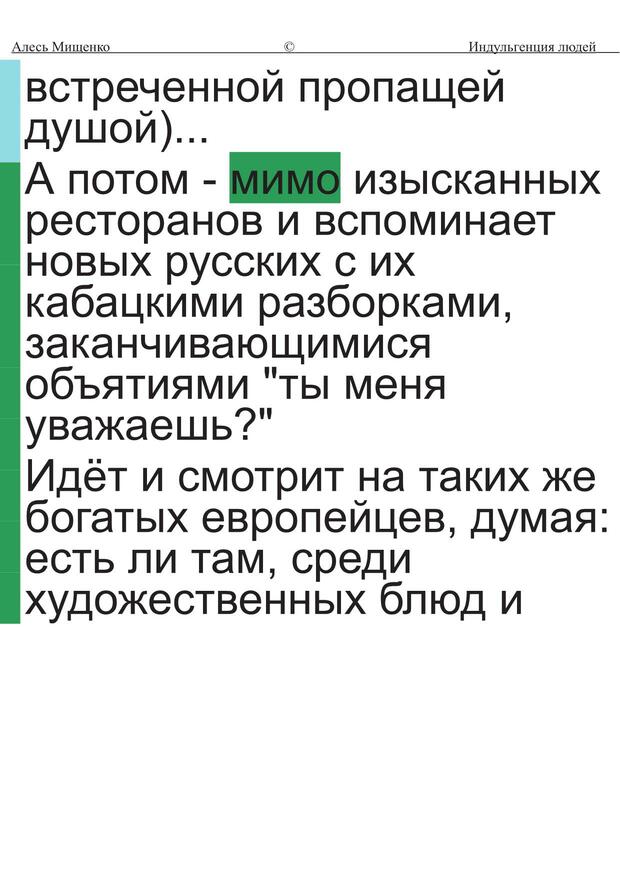 Алесь Мищенко © Индульгенция людей
встреченной пропащей
душой)...
А потом - мимо изысканных
ресторанов и вспоминает
новых русских с их
кабацкими разборками,
заканчивающимися
объятиями "ты меня
уважаешь?"
Идёт и смотрит на таких же
богатых европейцев, думая:
есть ли там, среди
художественных блюд и